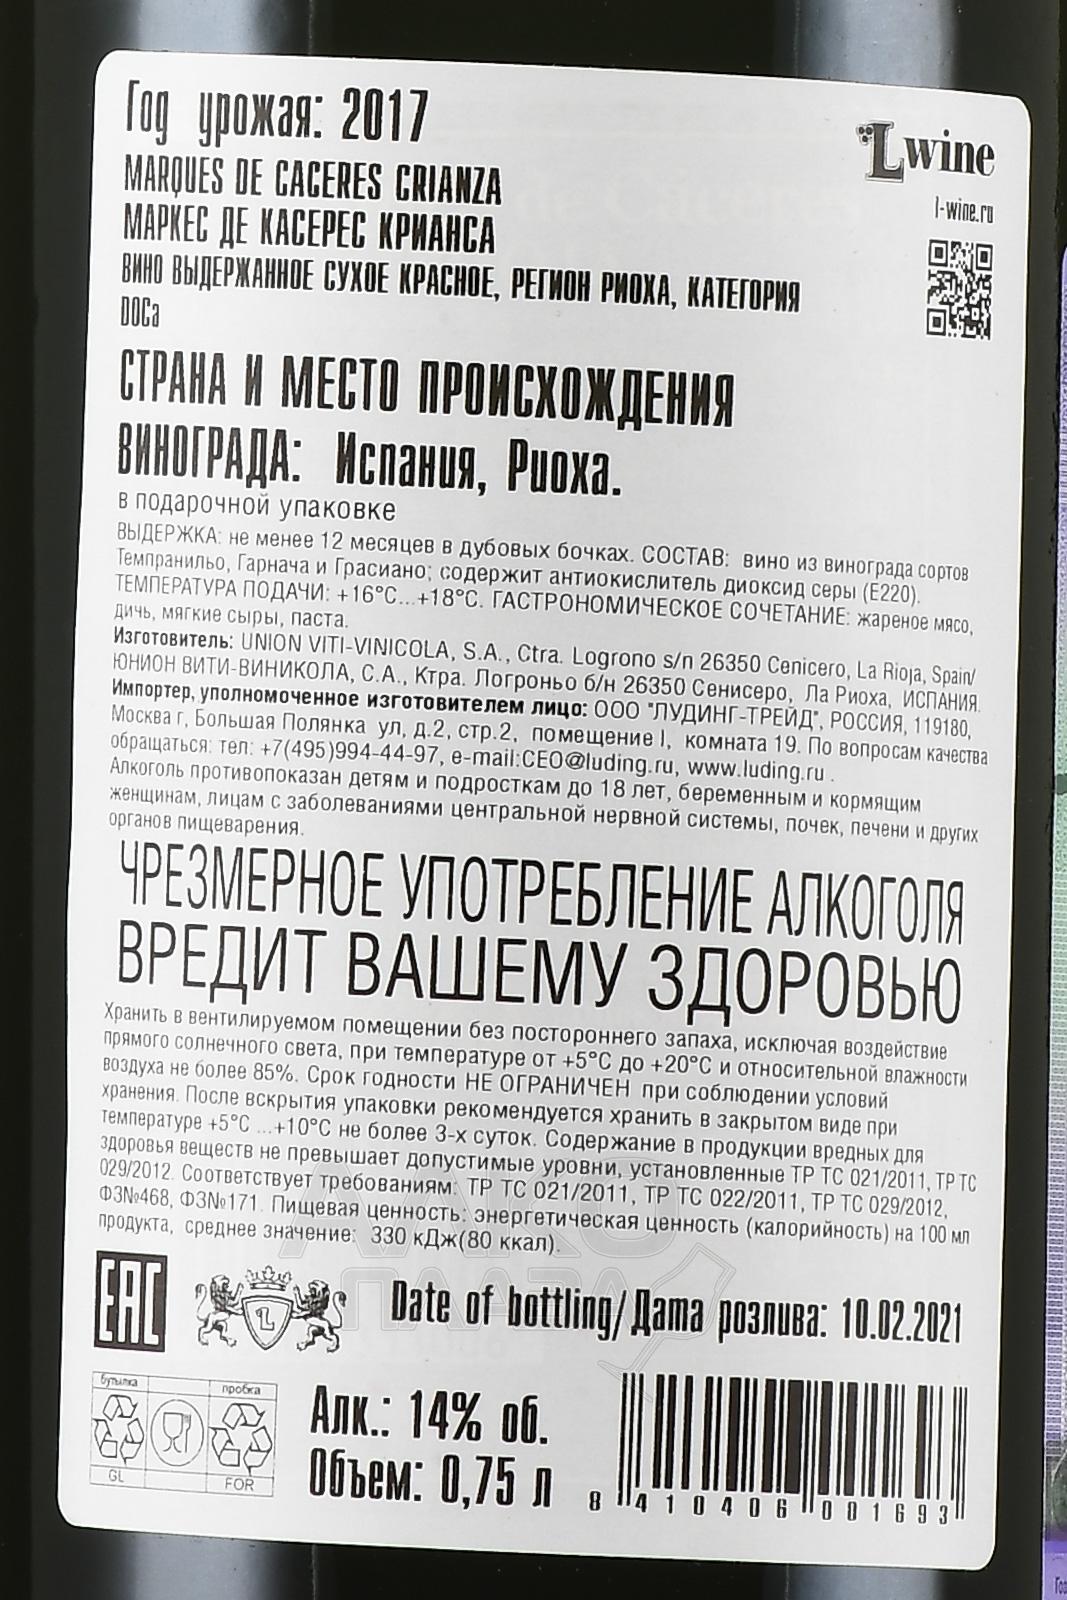 Год урожая: 2017
Lwine
l-wine.ru
MARQUES DE CACERES CRIANZA
МАРКЕС ДЕ КАСЕРЕС КРИАНСА
ВИНО ВЫДЕРЖАННОЕ СУХОЕ КРАСНОЕ, РЕГИОН РИОХА, КАТЕГОРИЯ
DOCa
СТРАНА И МЕСТО ПРОИСХОЖДЕНИЯ
ВИНОГРАДА: Испания, Риоха.
в подарочной упаковке
ВЫДЕРЖКА: не менее 12 месяцев в дубовых бочках. СОСТАВ: вино из винограда сортов
Темпранильо, Гарнача и Грасиано; содержит антиокислитель диоксид серы (E220).
ТЕМПЕРАТУРА ПОДАЧИ: +16°C...+18°C. ГАСТРОНОМИЧЕСКОЕ СОЧЕТАНИЕ: жареное мясо,
дичь, мягкие сыры, паста.
Изготовитель: UNION VITI-VINICOLA, S.A., Ctra. Logrono s/n 26350 Cenicero, La Rioja, Spain/
ЮНИОН ВИТИ-ВИНИКОЛА, С.А., Ктра. Логроньо б/н 26350 Сенисеро, Ла Риоха, ИСПАНИЯ.
Импортер, уполномоченное изготовителем лицо: ООО "ЛУДИНГ-ТРЕЙД", РОССИЯ, 119180,
Москва г, Большая Полянка ул, д.2, стр.2, помещение I, комната 19. По вопросам качества
обращаться: тел: +7(495)994-44-97, e-mail:CEO@luding.ru, www.luding.ru .
Алкоголь противопоказан детям и подросткам до 18 лет, беременным и кормящим
женщинам, лицам с заболеваниями центральной нервной системы, почек, печени и других
органов пищеварения.
ЧРЕЗМЕРНОЕ УПОТРЕБЛЕНИЕ АЛКОГОЛЯ
ВРЕДИТ ВАШЕМУ ЗДОРОВЬЮ
Хранить в вентилируемом помещении без постороннего запаха, исключая воздействие
прямого солнечного света, при температуре от +5°C до +20°C и относительной влажности
воздуха не более 85%. Срок годности НЕ ОГРАНИЧЕН при соблюдении условий
хранения. После вскрытия упаковки рекомендуется хранить в закрытом виде при
температуре +5°C ...+10°C не более 3-х суток. Содержание в продукции вредных для
здоровья веществ не превышает допустимые уровни, установленные ТР ТС 021/2011, ТР ТС
029/2012. Соответствует требованиям: ТР ТС 021/2011, ТР ТС 022/2011, ТР ТС 029/2012,
ФЗ№468, ФЗ№171. Пищевая ценность: энергетическая ценность (калорийность) на 100 мл
продукта, среднее значение: 330 кДж(80 ккал).
АЛКО
ПЛАЗА
EAC
L
Date of bottling/Дата розлива: 10.02.2021
бутылка
пробка
GL
FOR
Алк.: 14% об.
Объем: 0,75 л
8 410406 001693
Го